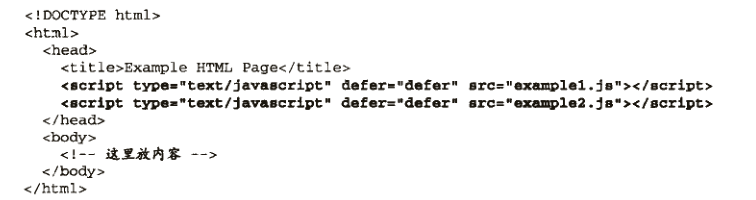 <!DOCTYPE html>
<html>
<head>
<title>Example HTML Page</title>
<script type="text/javascript" defer="defer" src="example1.js"></script>
<script type="text/javascript" defer="defer" src="example2.js"></script>
</head>
<body>
<!-- 这里放内容 -->
</body>
</html>